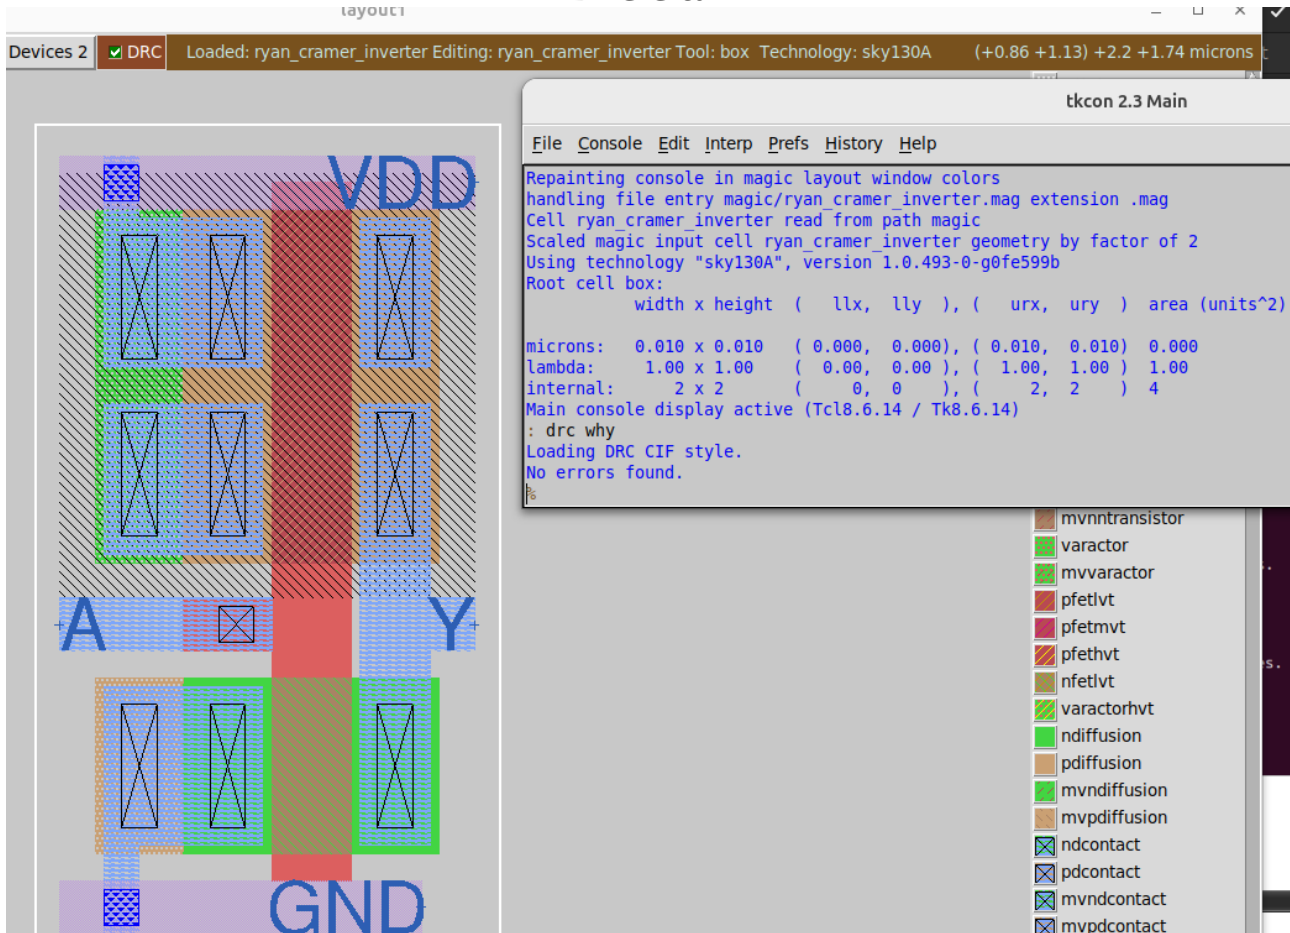 layout1
Devices 2 DRC Loaded: ryan_cramer_inverter Editing: ryan_cramer_inverter Tool: box Technology: sky130A (+0.86 +1.13) +2.2 +1.74 microns
VDD
A
Y
GND
tkcon 2.3 Main
File Console Edit Interp Prefs History Help
Repainting console in magic layout window colors
handling file entry magic/ryan_cramer_inverter.mag extension .mag
Cell ryan_cramer_inverter read from path magic
Scaled magic input cell ryan_cramer_inverter geometry by factor of 2
Using technology "sky130A", version 1.0.493-0-g0fe599b
Root cell box:
width x height ( llx, lly ), ( urx, ury ) area (units^2)
microns: 0.010 x 0.010 ( 0.000, 0.000), ( 0.010, 0.010) 0.000
lambda: 1.00 x 1.00 ( 0.00, 0.00 ), ( 1.00, 1.00 ) 1.00
internal: 2 x 2 ( 0, 0 ), ( 2, 2 ) 4
Main console display active (Tcl8.6.14 / Tk8.6.14)
: drc why
Loading DRC CIF style.
No errors found.
%
mvnntransistor
varactor
mvvaractor
pfetlvt
pfetmvt
pfethvt
nfetlvt
varactorhvt
ndiffusion
pdiffusion
mvndiffusion
mvpdiffusion
ndcontact
pdcontact
mvndcontact
mvpdcontact